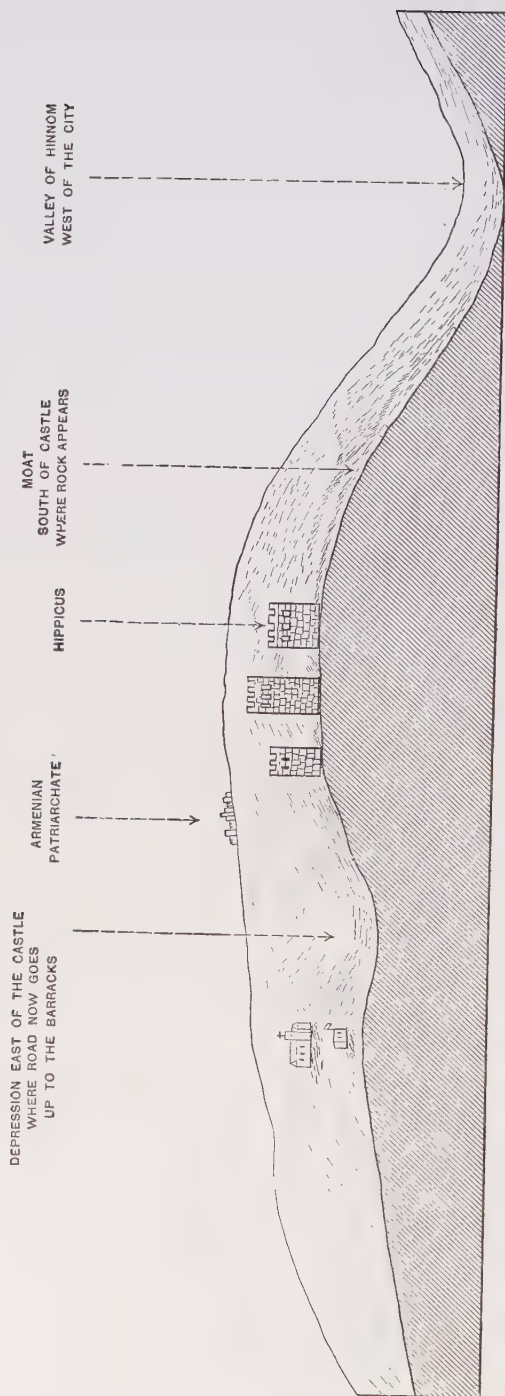 DEPRESSION EAST OF THE CASTLE
WHERE ROAD NOW GOES
UP TO THE BARRACKS
ARMENIAN
PATRIARCHATE'
HIPPICUS
MOAT
SOUTH OF CASTLE
WHERE ROCK APPEARS
VALLEY OF HINNOM
WEST OF THE CITY